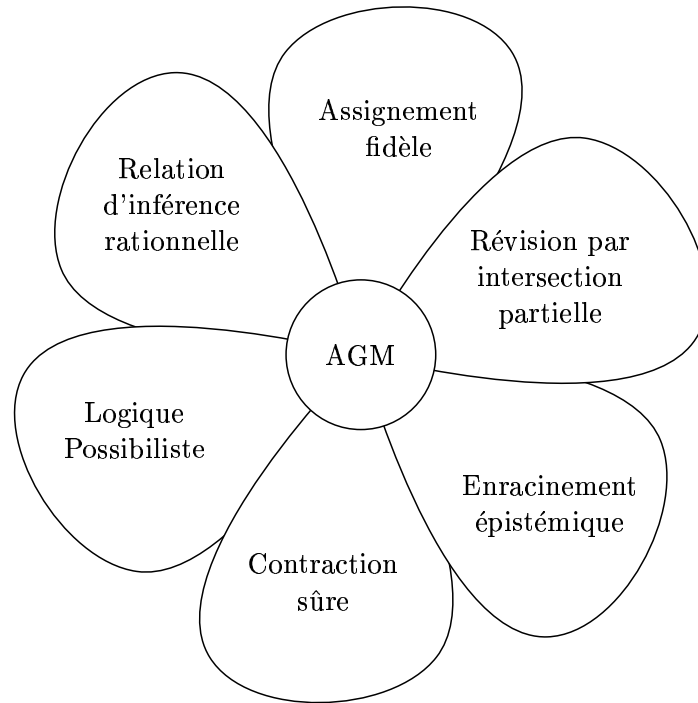 Assignement
fidèle
Relation
d'inférence
rationnelle
Révision par
intersection
partielle
AGM
Logique
Possibiliste
Enracinement
épistémique
Contraction
sûre